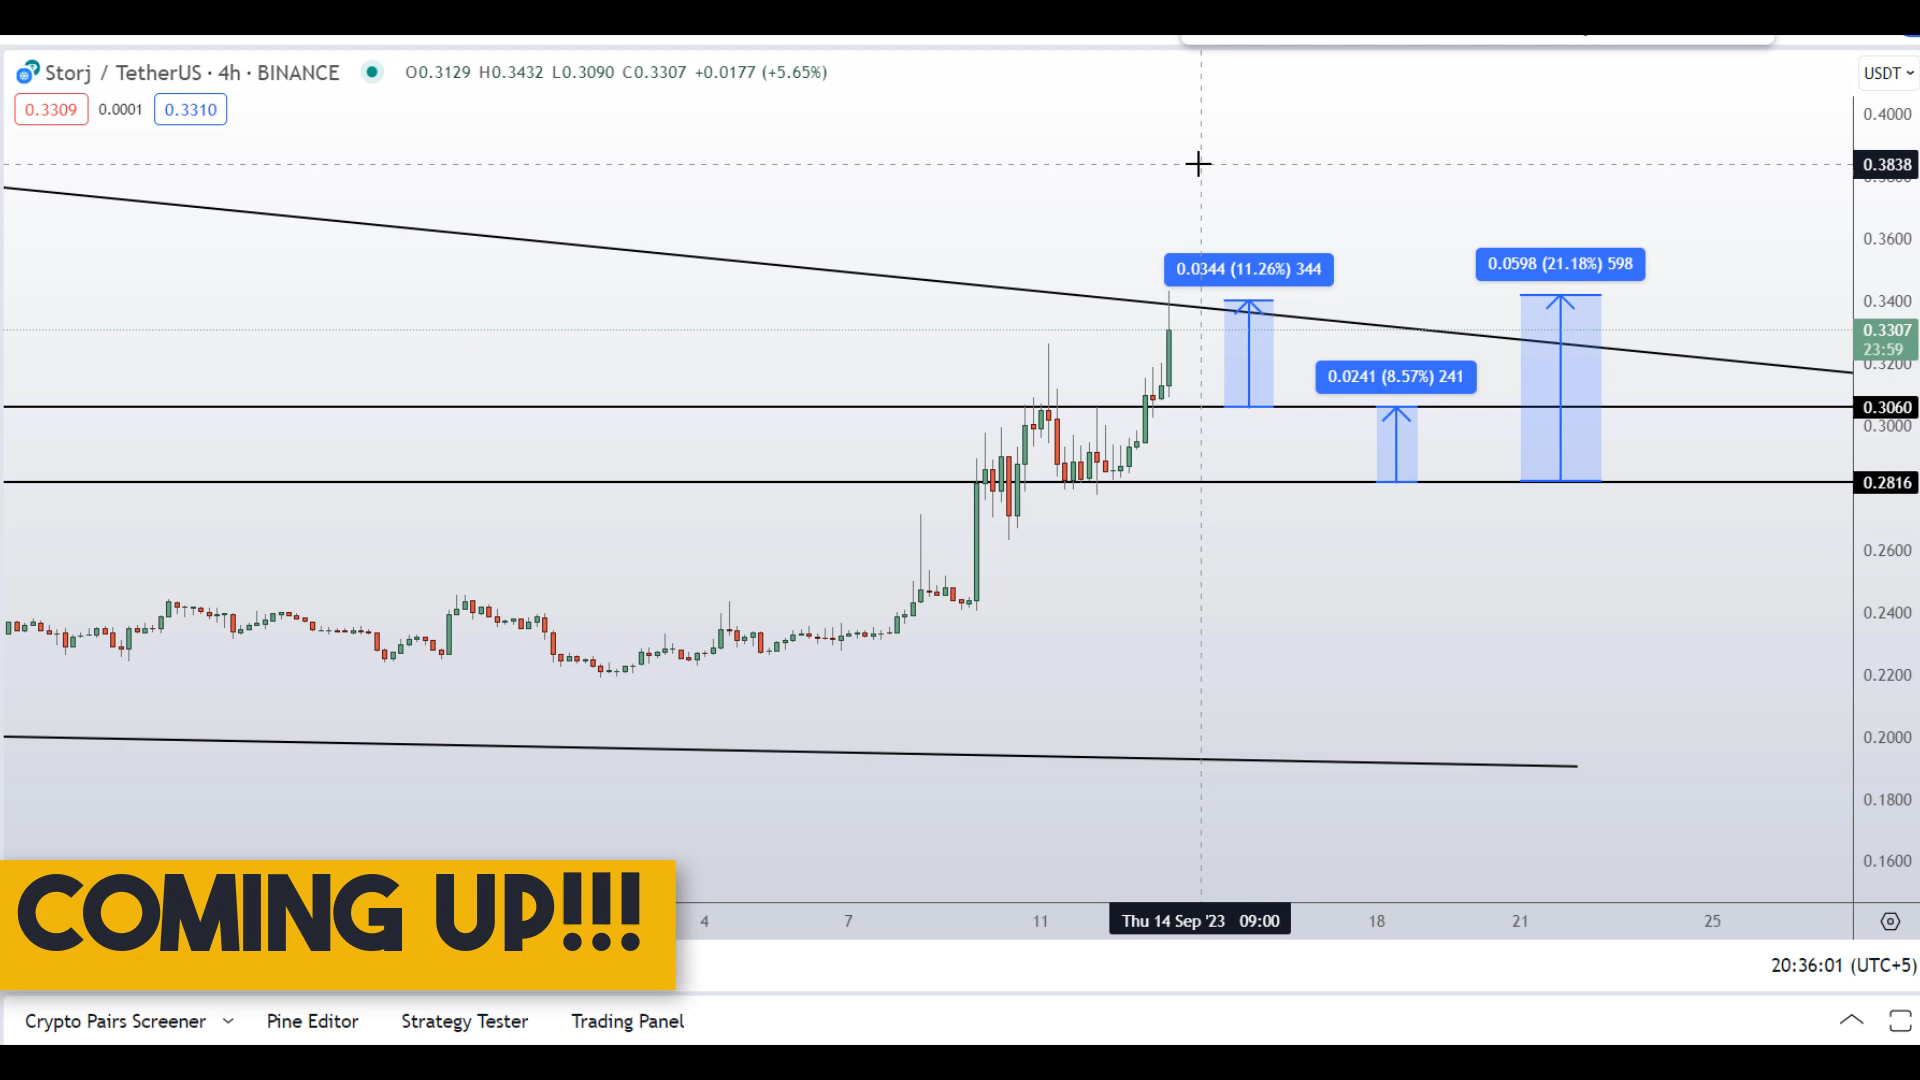 Storj / TetherUS · 4h · BINANCE O0.3129 H0.3432 L0.3090 C0.3307 +0.0177 (+5.65%)
USDT
0.3309 0.0001 0.3310
0.4000
0.3838
0.3600
0.0344 (11.26%) 344
0.0598 (21.18%) 598
0.3400
0.3307
23:59
0.3200
0.0241 (8.57%) 241
0.3060
0.3000
0.2816
0.2600
0.2400
0.2200
0.2000
0.1800
0.1600
COMING UP!!!
4 7 11 Thu 14 Sep '23 09:00 18 21 25
20:36:01 (UTC+5)
Crypto Pairs Screener Pine Editor Strategy Tester Trading Panel